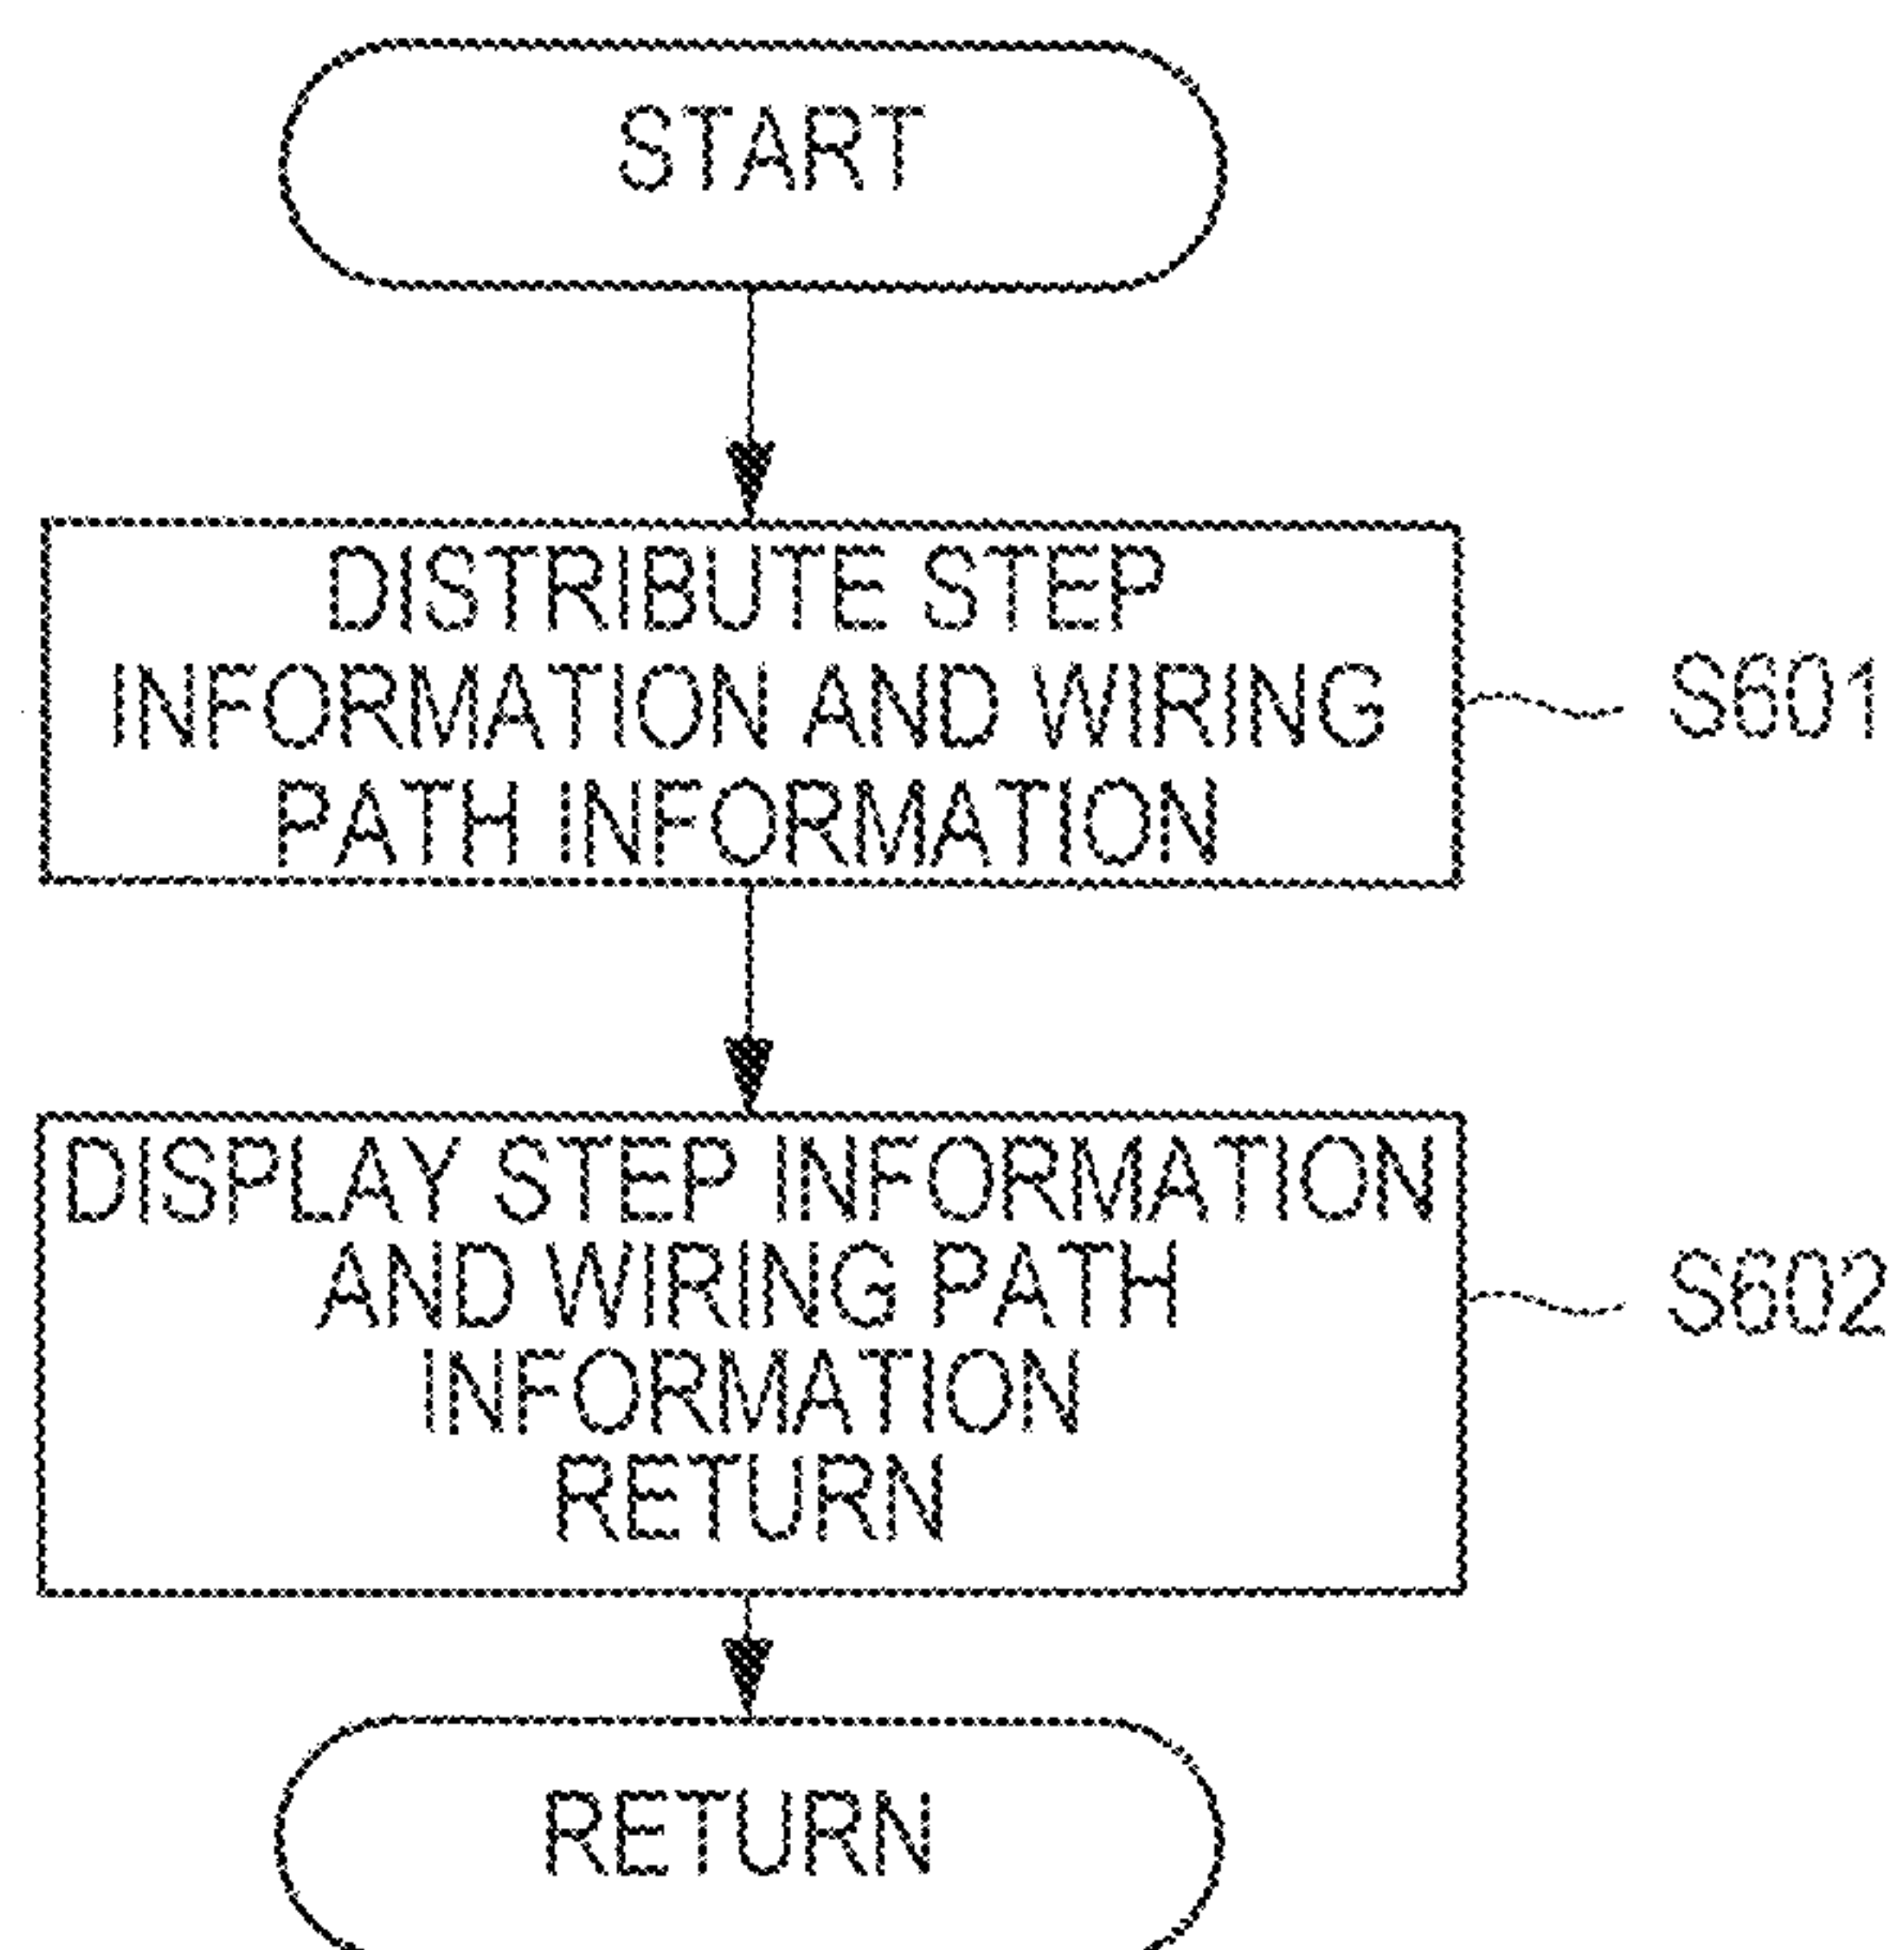 START
DISTRIBUTE STEP
INFORMATION AND WIRING
PATH INFORMATION
S601
DISPLAY STEP INFORMATION
AND WIRING PATH
INFORMATION
RETURN
S602
RETURN